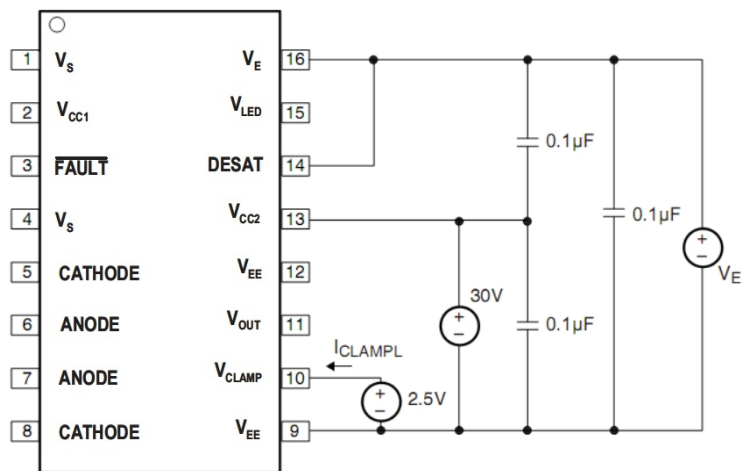 1 V_S V_E 16
2 V_CC1 V_LED 15
3 F̅A̅U̅L̅T̅ DESAT 14
4 V_S V_CC2 13
5 CATHODE V_EE 12
6 ANODE V_OUT 11
7 ANODE V_CLAMP 10
8 CATHODE V_EE 9
0.1µF
0.1µF
+
−
V_E
30V
+
−
0.1µF
I_CLAMPL
+
−
2.5V